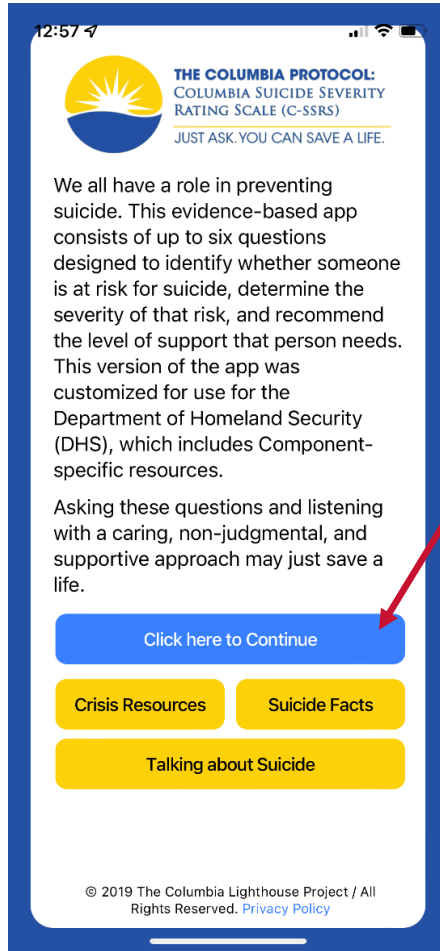 12:57
THE COLUMBIA PROTOCOL:
COLUMBIA SUICIDE SEVERITY
RATING SCALE (C-SSRS)
JUST ASK. YOU CAN SAVE A LIFE.
We all have a role in preventing
suicide. This evidence-based app
consists of up to six questions
designed to identify whether someone
is at risk for suicide, determine the
severity of that risk, and recommend
the level of support that person needs.
This version of the app was
customized for use for the
Department of Homeland Security
(DHS), which includes Component-
specific resources.
Asking these questions and listening
with a caring, non-judgmental, and
supportive approach may just save a
life.
Click here to Continue
Crisis Resources Suicide Facts
Talking about Suicide
© 2019 The Columbia Lighthouse Project / All
Rights Reserved. Privacy Policy